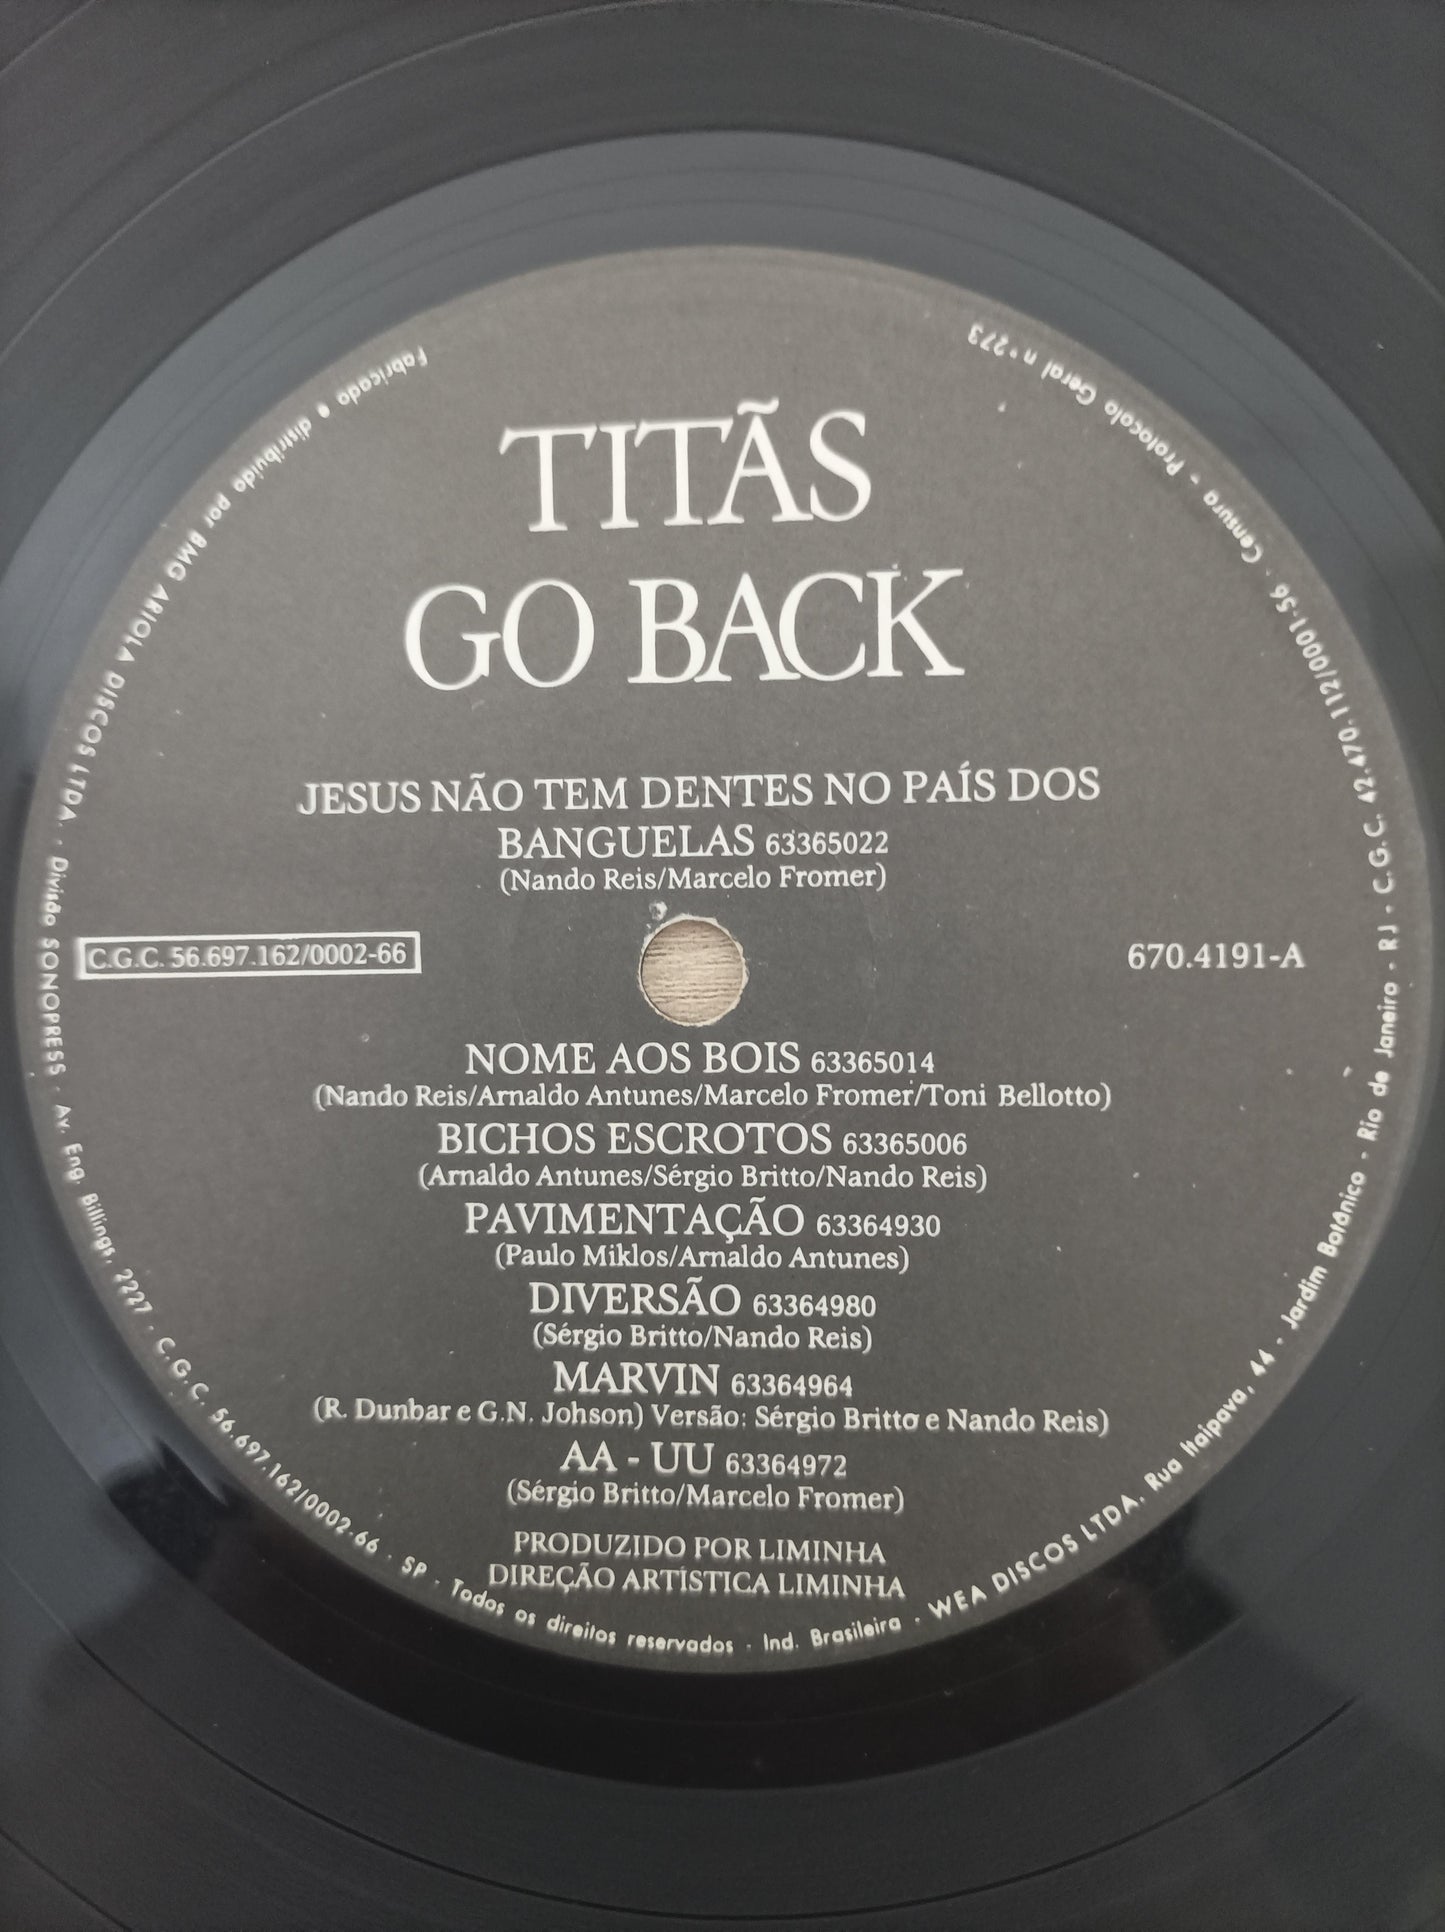 TITÃS
GO BACK
JESUS NÃO TEM DENTES NO PAÍS DOS
BANGUELAS 63365022
(Nando Reis/Marcelo Fromer)
C.G.C. 56.697.162/0002-66
670.4191-A
NOME AOS BOIS 63365014
(Nando Reis/Arnaldo Antunes/Marcelo Fromer/Toni Bellotto)
BICHOS ESCROTOS 63365006
(Arnaldo Antunes/Sérgio Britto/Nando Reis)
PAVIMENTAÇÃO 63364930
(Paulo Miklos/Arnaldo Antunes)
DIVERSÃO 63364980
(Sérgio Britto/Nando Reis)
MARVIN 63364964
(R. Dunbar e G.N. Johson) Versão: Sérgio Britto e Nando Reis)
AA - UU 63364972
(Sérgio Britto/Marcelo Fromer)
PRODUZIDO POR LIMINHA
DIREÇÃO ARTÍSTICA LIMINHA
Fabricado e distribuido por BMG ARIOLA DISCOS LTDA. · Divisão SONOPRESS · Av. Eng. Billings, 2227 · C.G.C. 56.697.162/0002-66 · SP · Todos os direitos reservados · Ind. Brasileira · WEA DISCOS LTDA. Rua Itaipava, 44 - Jardim Botânico - Rio de Janeiro - RJ - C.G.C. 42.470.112/0001-56 · Censura - Protocolo Geral n.º 273